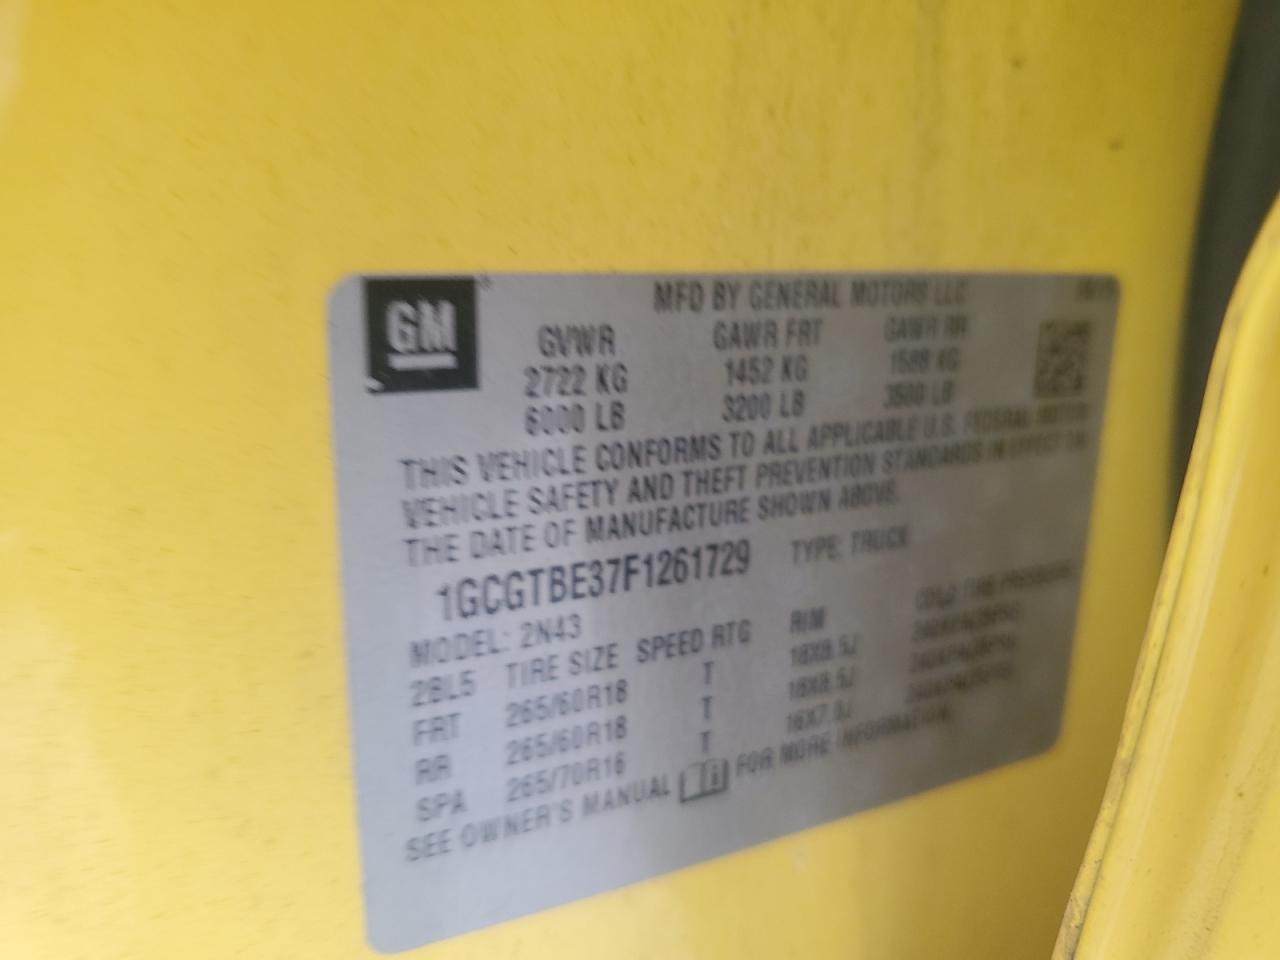 GM
MFD BY GENERAL MOTORS LLC
GVWR GAWR FRT GAWR RR
2722 KG 1452 KG 1588 KG
6000 LB 3200 LB 3500 LB
THIS VEHICLE CONFORMS TO ALL APPLICABLE U.S. FEDERAL MOTOR
VEHICLE SAFETY AND THEFT PREVENTION STANDARDS IN EFFECT ON
THE DATE OF MANUFACTURE SHOWN ABOVE.
1GCGTBE37F1261729 TYPE: TRUCK
MODEL: 2N43
2BL5 TIRE SIZE SPEED RTG RIM COLD TIRE PRESSURE
FRT 265/60R18 T 18X8.5J
RR 265/60R18 T 18X8.5J
SPA 265/70R16 T 16X7.0J
SEE OWNER'S MANUAL FOR MORE INFORMATION.